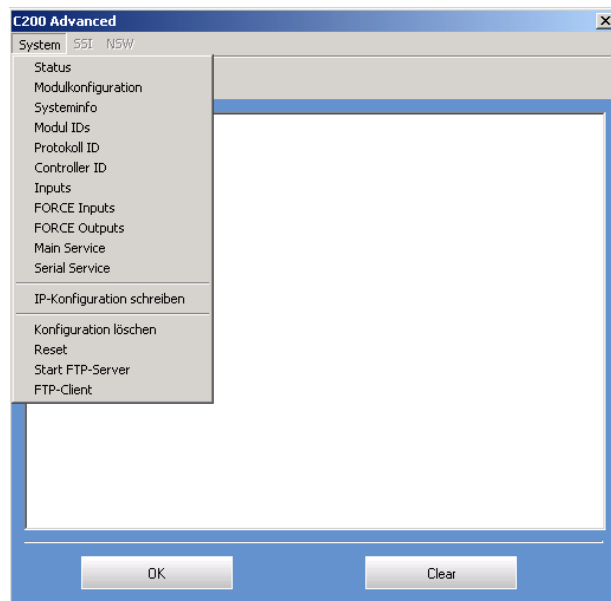 C200 Advanced
System SSI NSW
Status
Modulkonfiguration
Systeminfo
Modul IDs
Protokoll ID
Controller ID
Inputs
FORCE Inputs
FORCE Outputs
Main Service
Serial Service
IP-Konfiguration schreiben
Konfiguration löschen
Reset
Start FTP-Server
FTP-Client
OK Clear